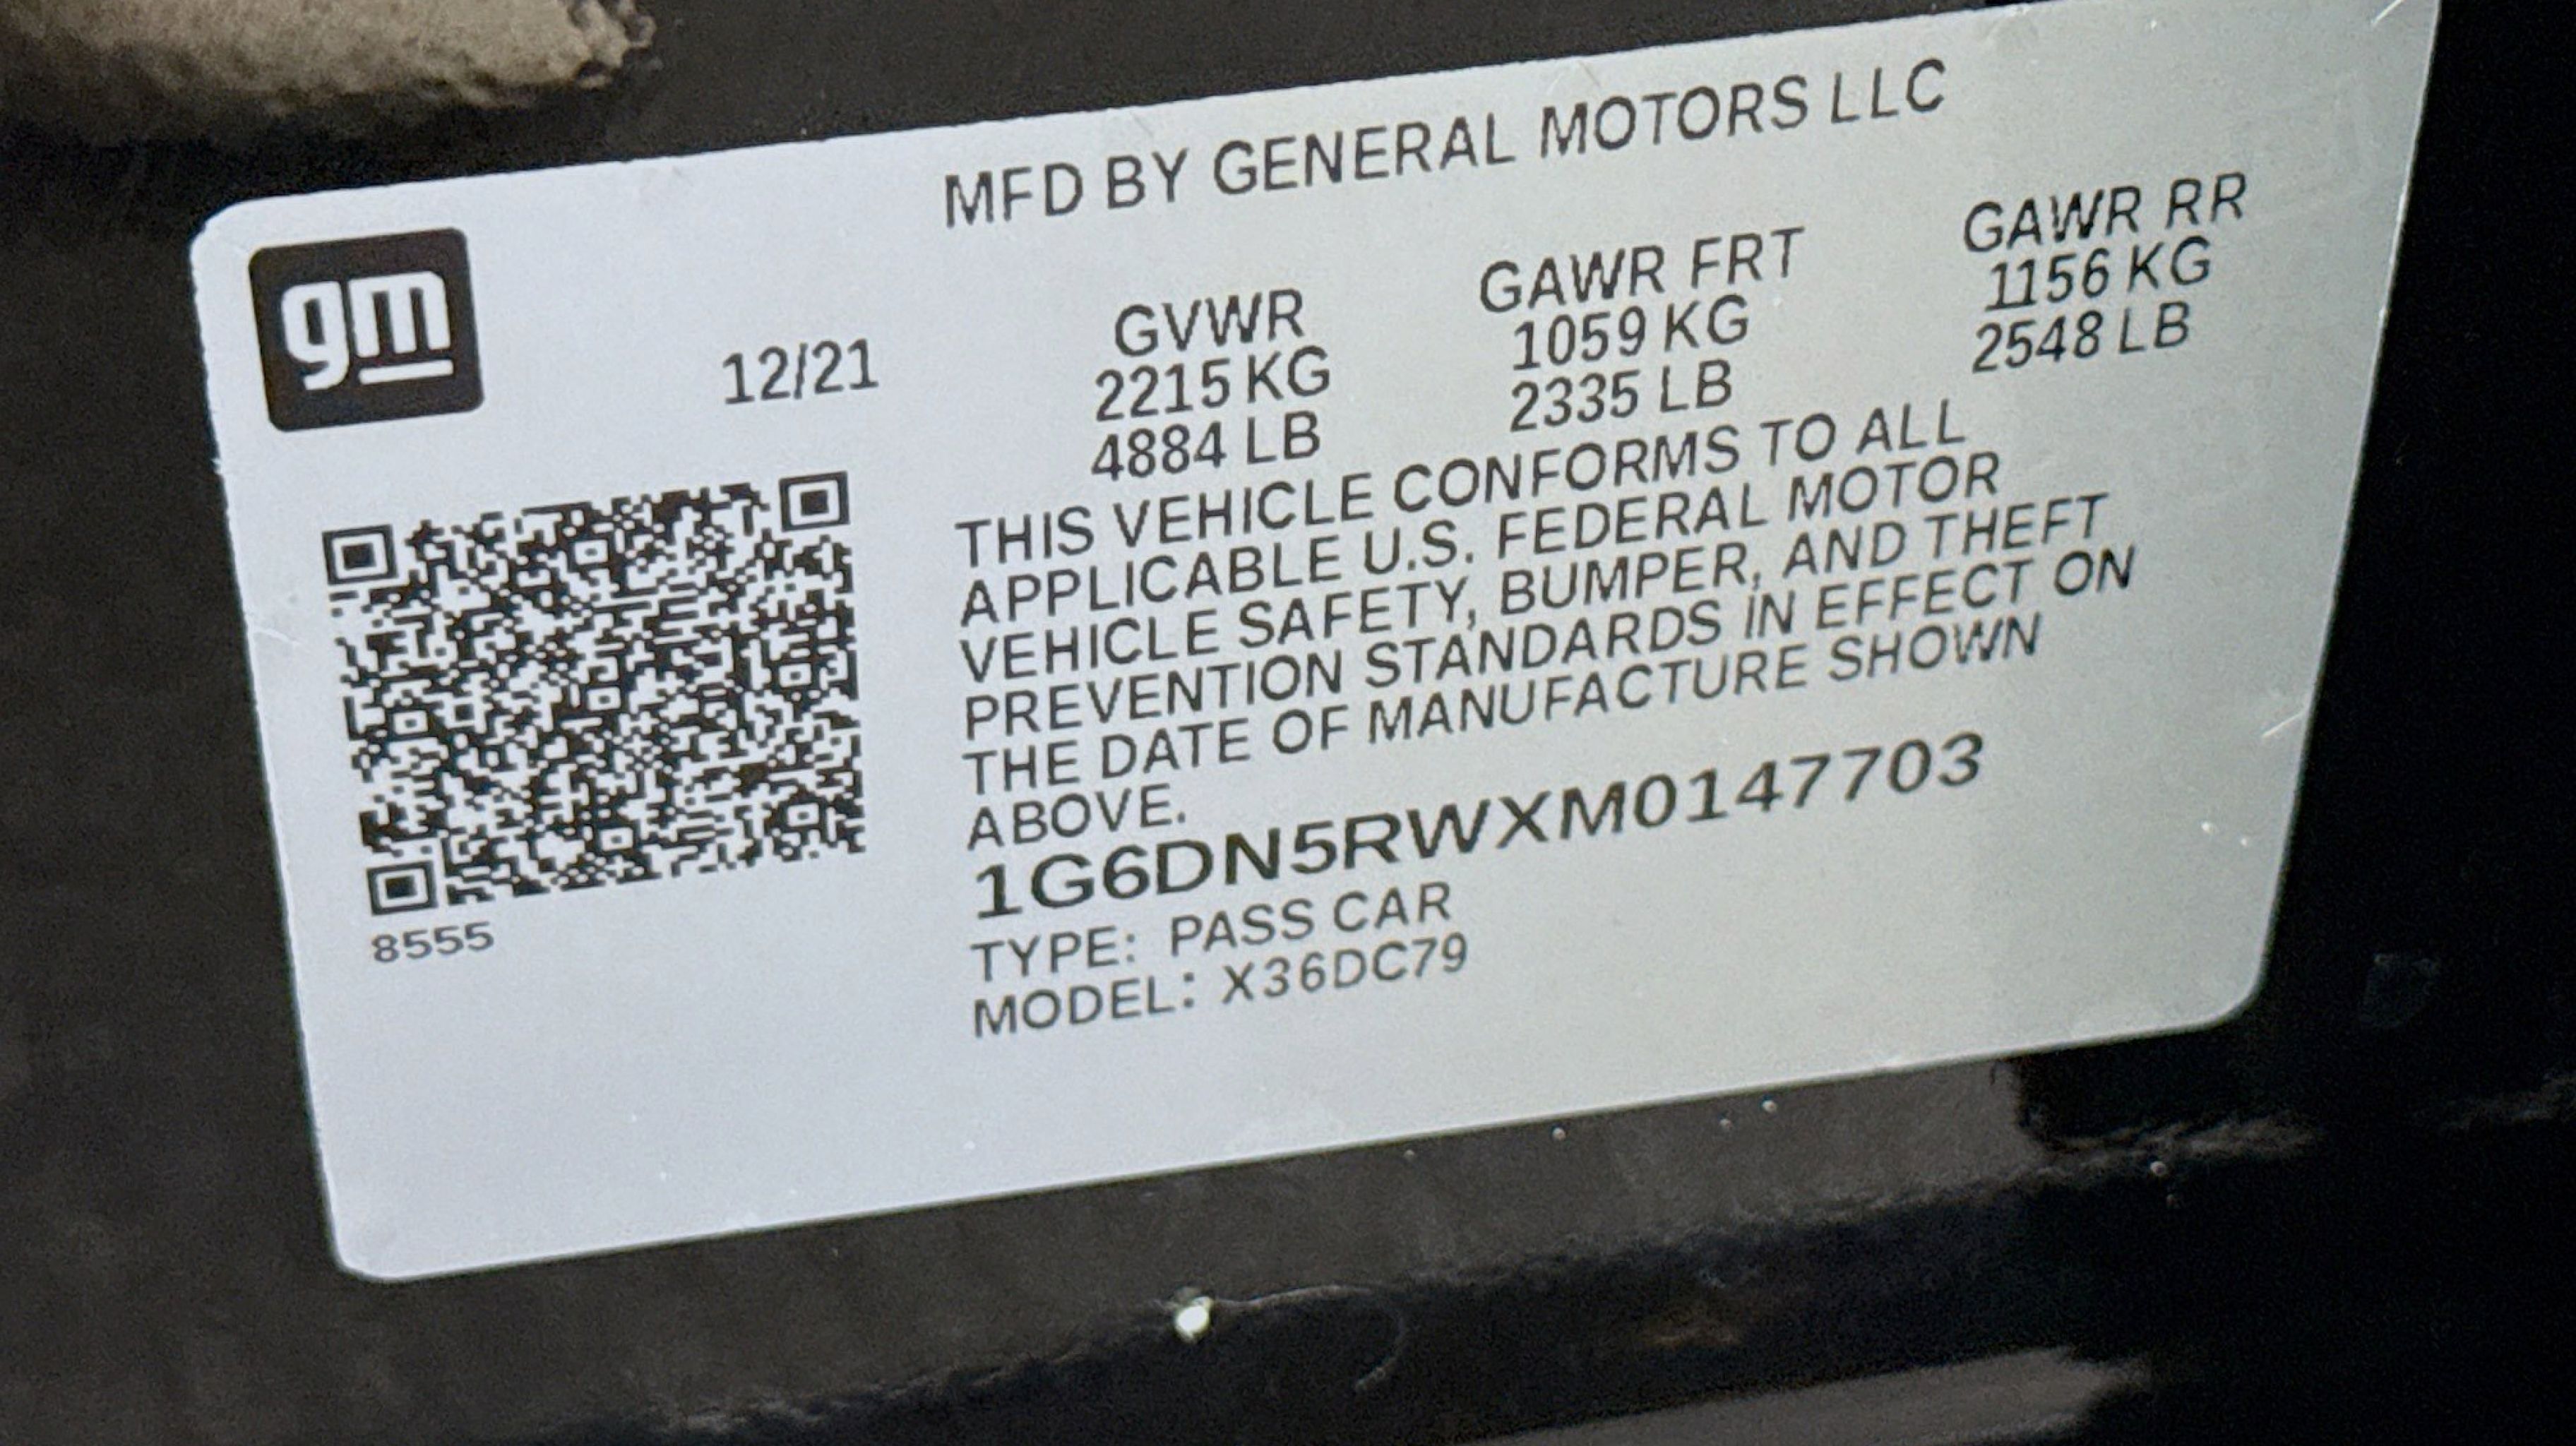 MFD BY GENERAL MOTORS LLC
gm
12/21
GVWR
2215 KG
4884 LB
GAWR FRT
1059 KG
2335 LB
GAWR RR
1156 KG
2548 LB
THIS VEHICLE CONFORMS TO ALL
APPLICABLE U.S. FEDERAL MOTOR
VEHICLE SAFETY, BUMPER, AND THEFT
PREVENTION STANDARDS IN EFFECT ON
THE DATE OF MANUFACTURE SHOWN
ABOVE.
1G6DN5RWXM0147703
TYPE: PASS CAR
MODEL: X36DC79
8555